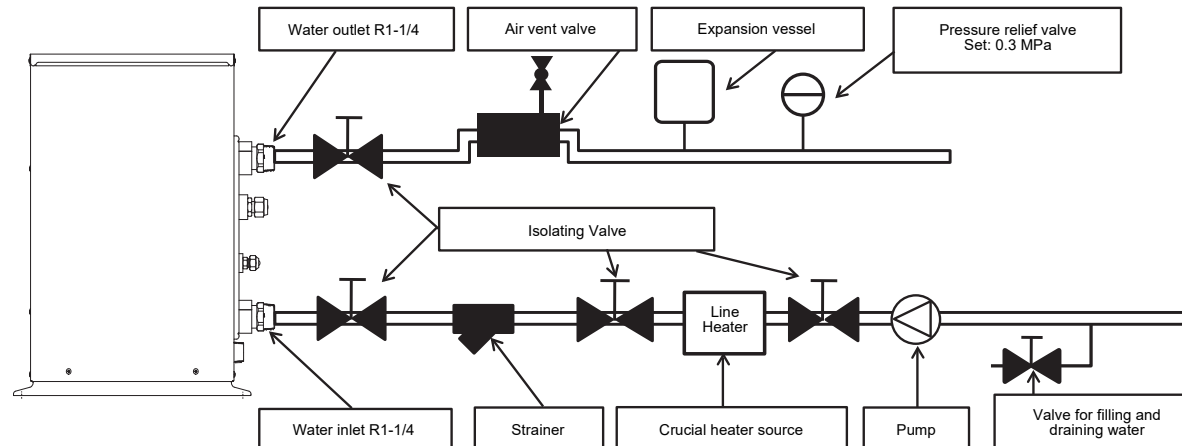 Water outlet R1-1/4
Air vent valve
Expansion vessel
Pressure relief valve
Set: 0.3 MPa
Isolating Valve
Line
Heater
Water inlet R1-1/4
Strainer
Crucial heater source
Pump
Valve for filling and
draining water